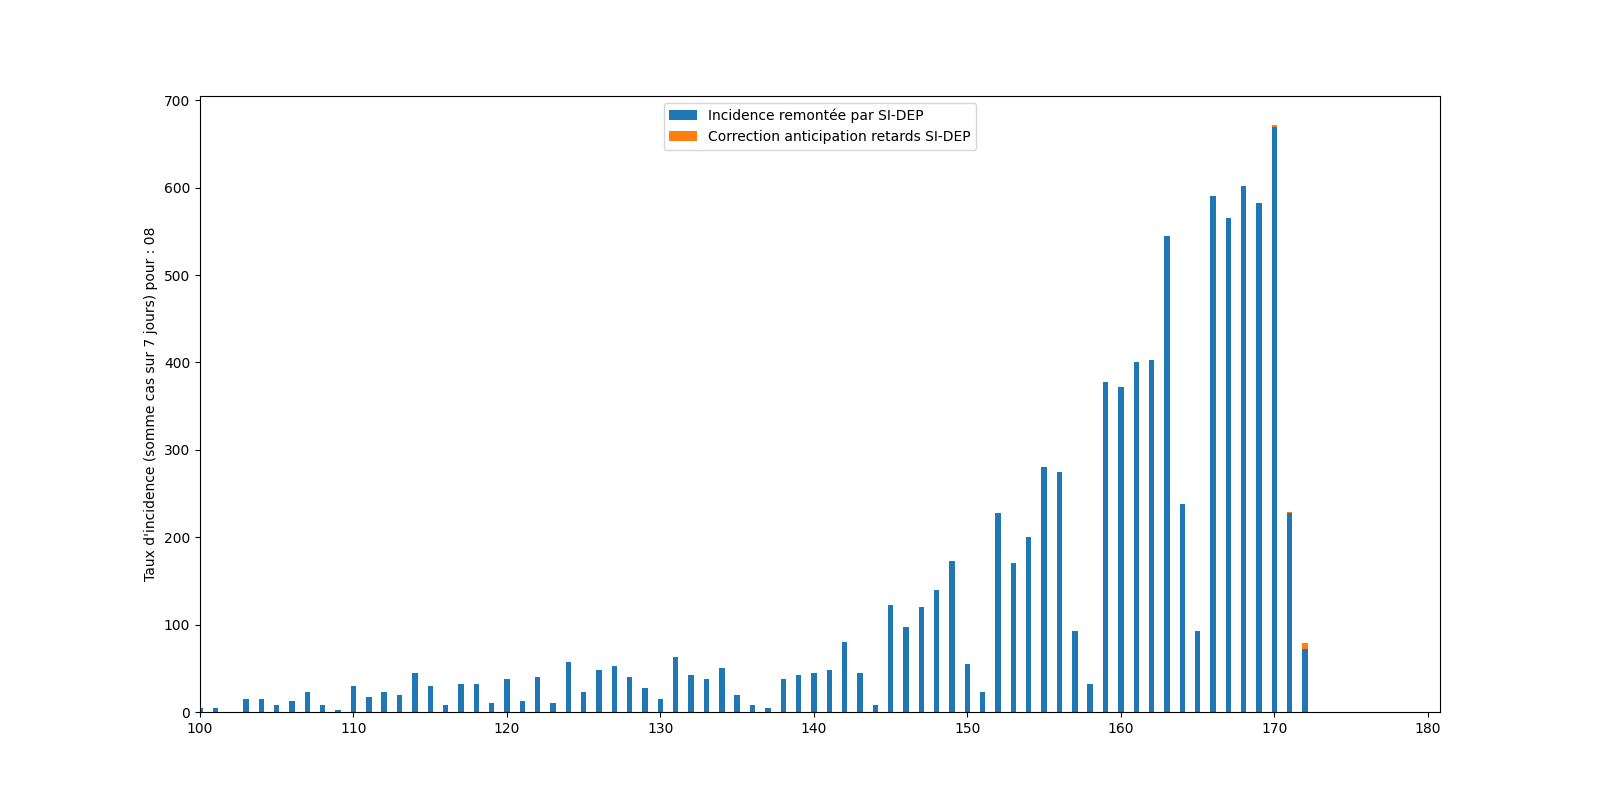 700
600
500
400
300
200
100
0
Taux d'incidence (somme cas sur 7 jours) pour : 08
Incidence remontée par SI-DEP
Correction anticipation retards SI-DEP
100 110 120 130 140 150 160 170 180